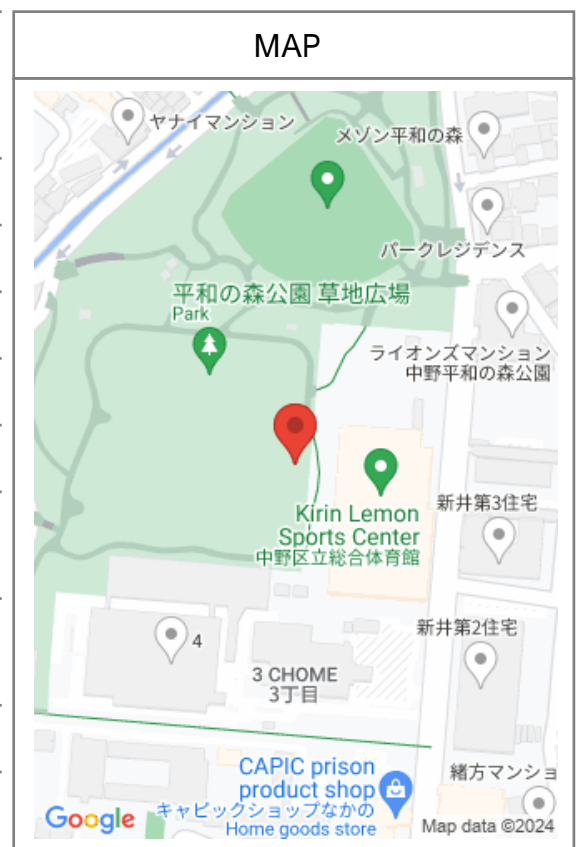 MAP
ヤナイマンション
メゾン平和の森
パークレジデンス
平和の森公園 草地広場
Park
ライオンズマンション
中野平和の森公園
Kirin Lemon
Sports Center
中野区立総合体育館
新井第3住宅
新井第2住宅
4
3 CHOME
3丁目
CAPIC prison
product shop
キャピックショップなかの
Home goods store
緒方マンショ
Google
Map data ©2024